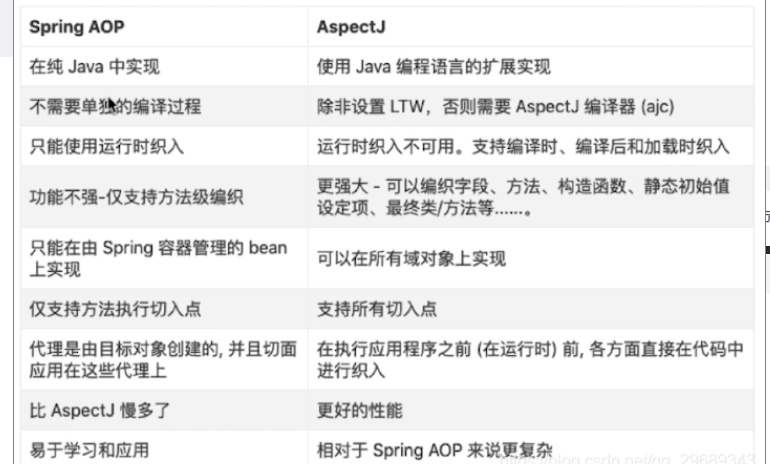 Spring AOP AspectJ
在纯 Java 中实现 使用 Java 编程语言的扩展实现
不需要单独的编译过程 除非设置 LTW，否则需要 AspectJ 编译器 (ajc)
只能使用运行时织入 运行时织入不可用。支持编译时、编译后和加载时织入
功能不强-仅支持方法级编织
更强大 - 可以编织字段、方法、构造函数、静态初始值
设定项、最终类/方法等......。
只能在由 Spring 容器管理的 bean
上实现
可以在所有域对象上实现
仅支持方法执行切入点 支持所有切入点
代理是由目标对象创建的, 并且切面
应用在这些代理上
在执行应用程序之前 (在运行时) 前, 各方面直接在代码中
进行织入
比 AspectJ 慢多了 更好的性能
易于学习和应用 相对于 Spring AOP 来说更复杂
https://blog.csdn.net/qq_29689343